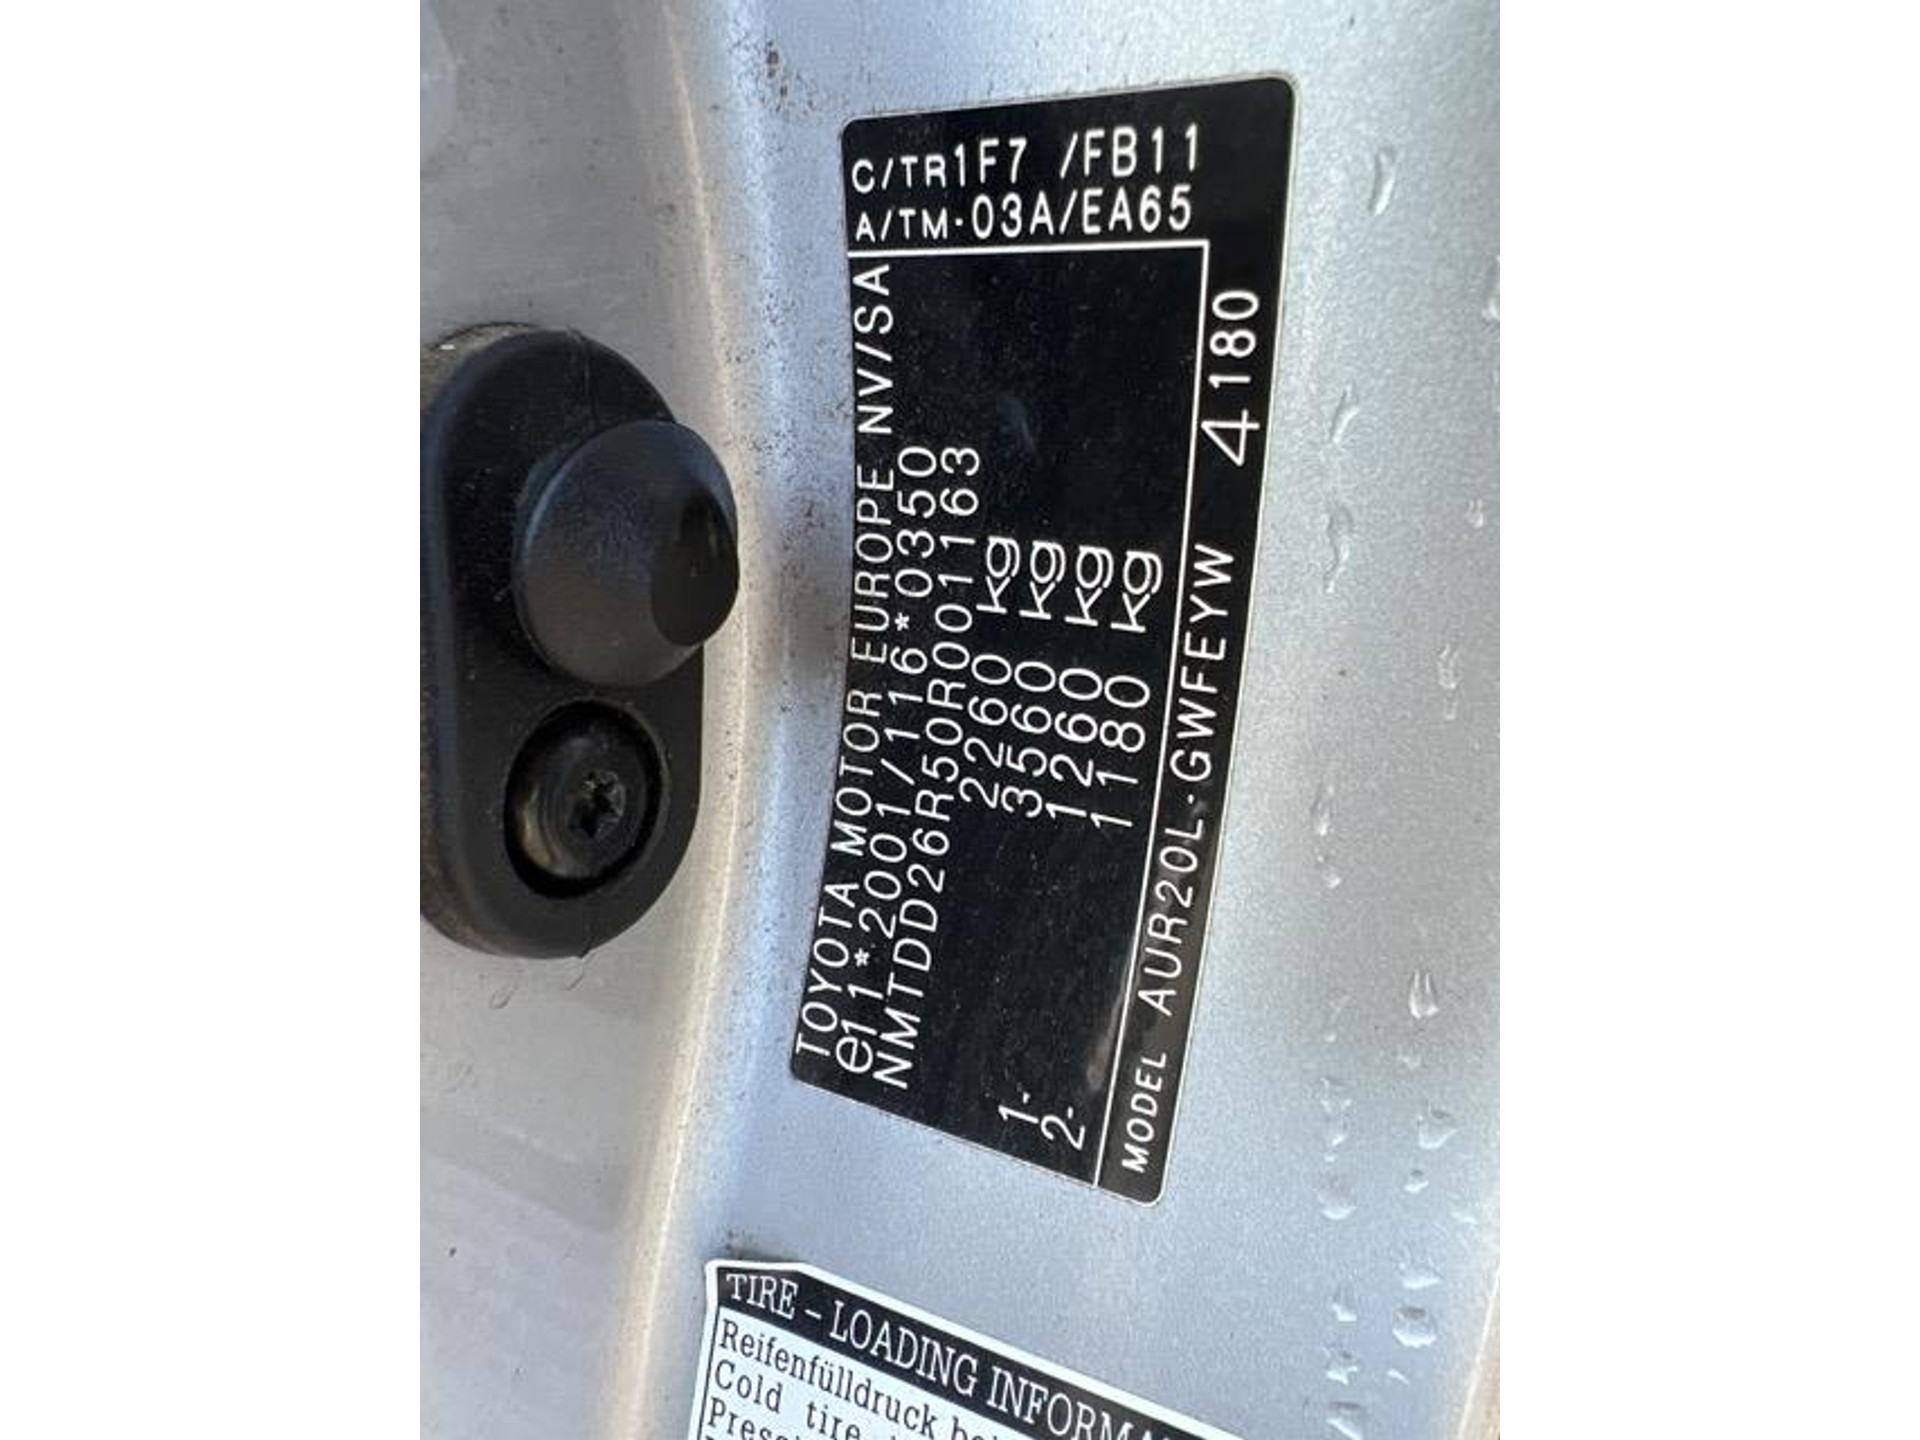 TOYOTA MOTOR EUROPE NV/SA
e11*2001/116*0350
NMTDD26R50R001163
2260 kg
3560 kg
1- 1260 kg
2- 1180 kg
C/TR1F7 /FB11
A/TM-03A/EA65
MODEL AUR20L-GWFEYW 4180
TIRE - LOADING INFORMA
Reifenfülldruck bei
Cold tire